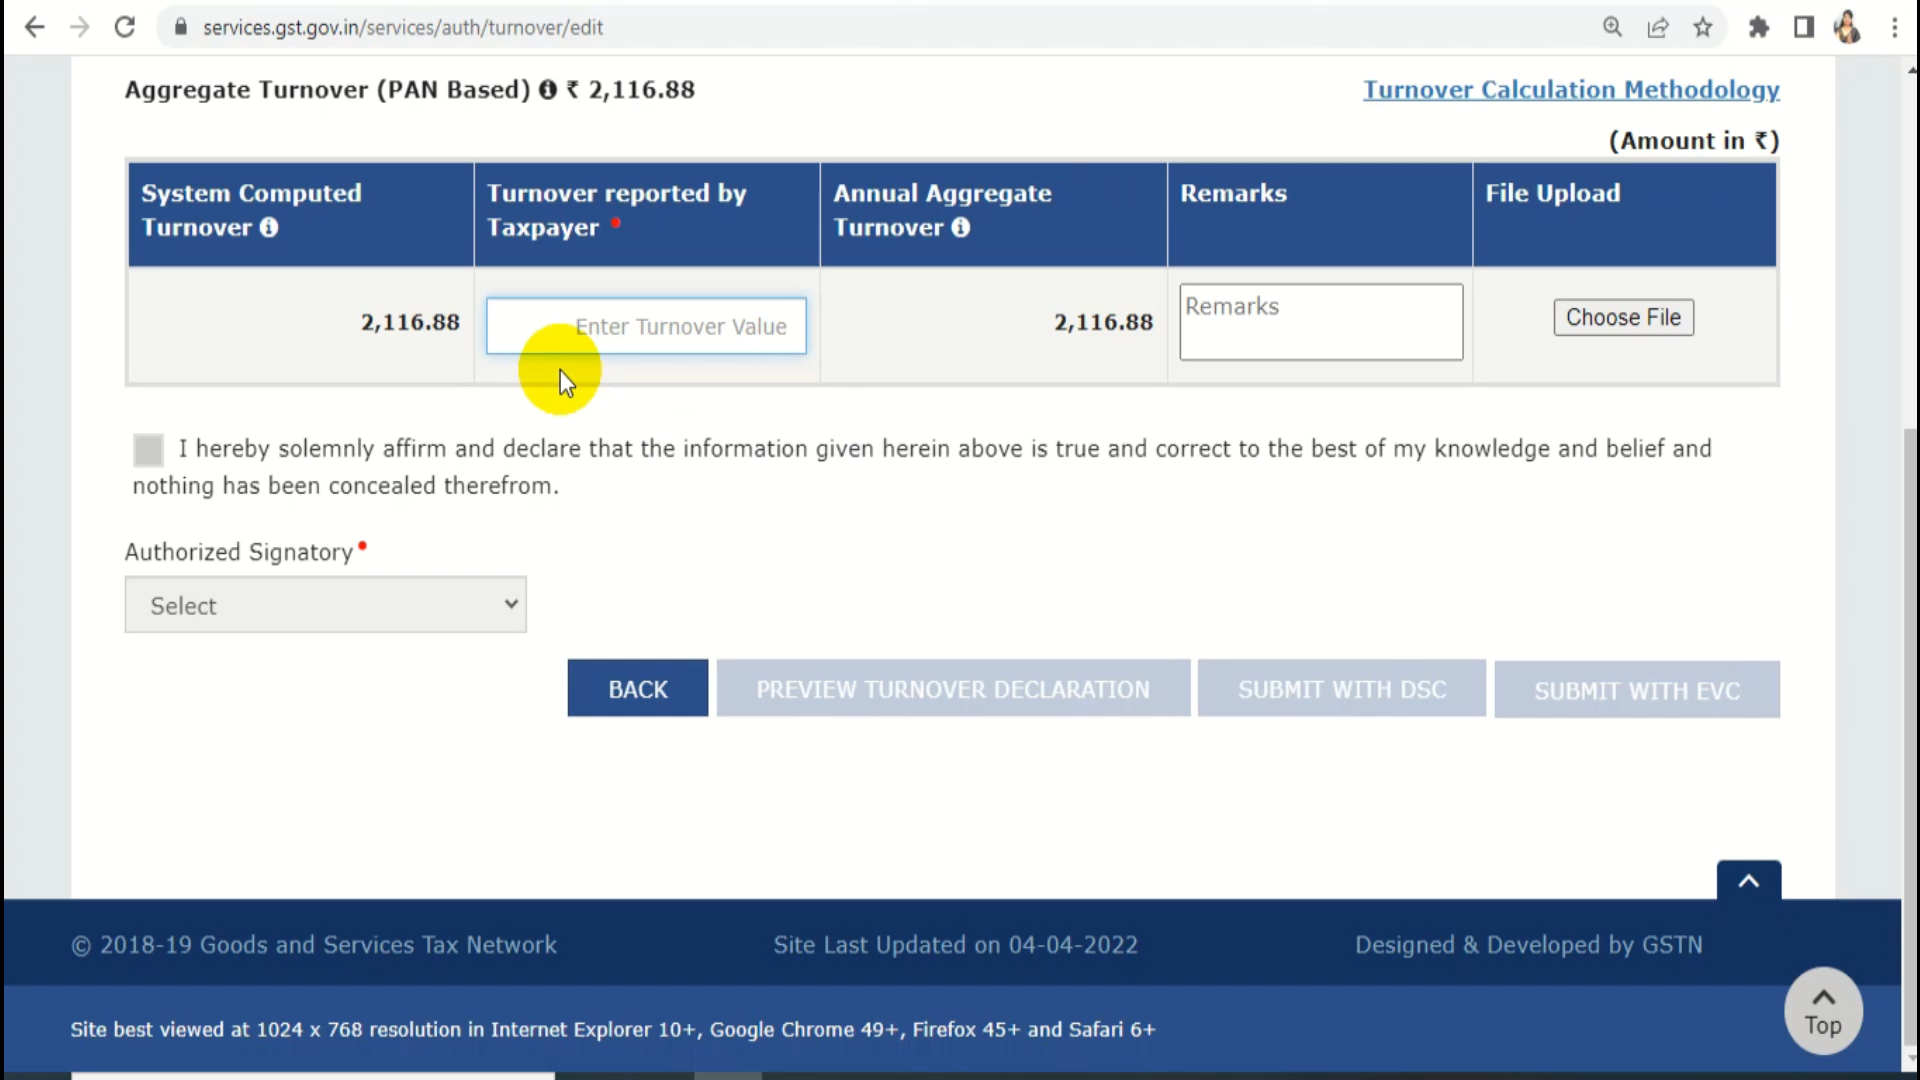 services.gst.gov.in/services/auth/turnover/edit
Aggregate Turnover (PAN Based) ₹ 2,116.88
Turnover Calculation Methodology
(Amount in ₹)
System Computed
Turnover
Turnover reported by
Taxpayer
Annual Aggregate
Turnover
Remarks
File Upload
2,116.88
Enter Turnover Value
2,116.88
Remarks
Choose File
I hereby solemnly affirm and declare that the information given herein above is true and correct to the best of my knowledge and belief and
nothing has been concealed therefrom.
Authorized Signatory
Select
BACK
PREVIEW TURNOVER DECLARATION
SUBMIT WITH DSC
SUBMIT WITH EVC
© 2018-19 Goods and Services Tax Network
Site Last Updated on 04-04-2022
Designed & Developed by GSTN
Top
Site best viewed at 1024 x 768 resolution in Internet Explorer 10+, Google Chrome 49+, Firefox 45+ and Safari 6+